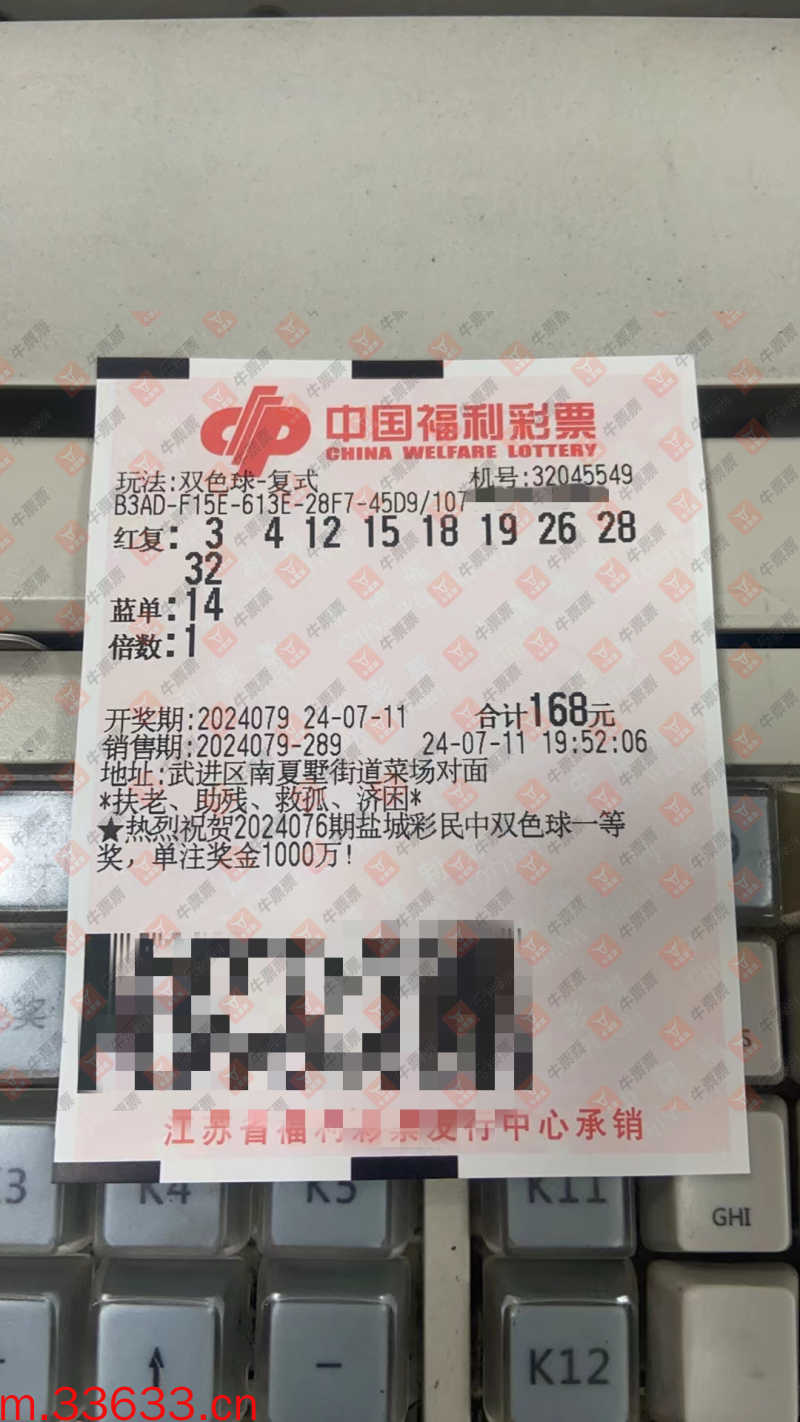 中国福利彩票
CHINA WELFARE LOTTERY
玩法:双色球-复式 机号:32045549
B3AD-F15E-613E-28F7-45D9/107
红复: 3 4 12 15 18 19 26 28
32
蓝单:14
倍数:1
开奖期:2024079 24-07-11 合计168元
销售期:2024079-289 24-07-11 19:52:06
地址:武进区南夏墅街道菜场对面
*扶老、助残、救孤、济困*
★热烈祝贺2024076期盐城彩民中双色球一等
奖，单注奖金1000万!
江苏省福利彩票发行中心承销
奖
K3 K4 K5 K11
GHI
↑ - K12
m.33633.cn
牛票票